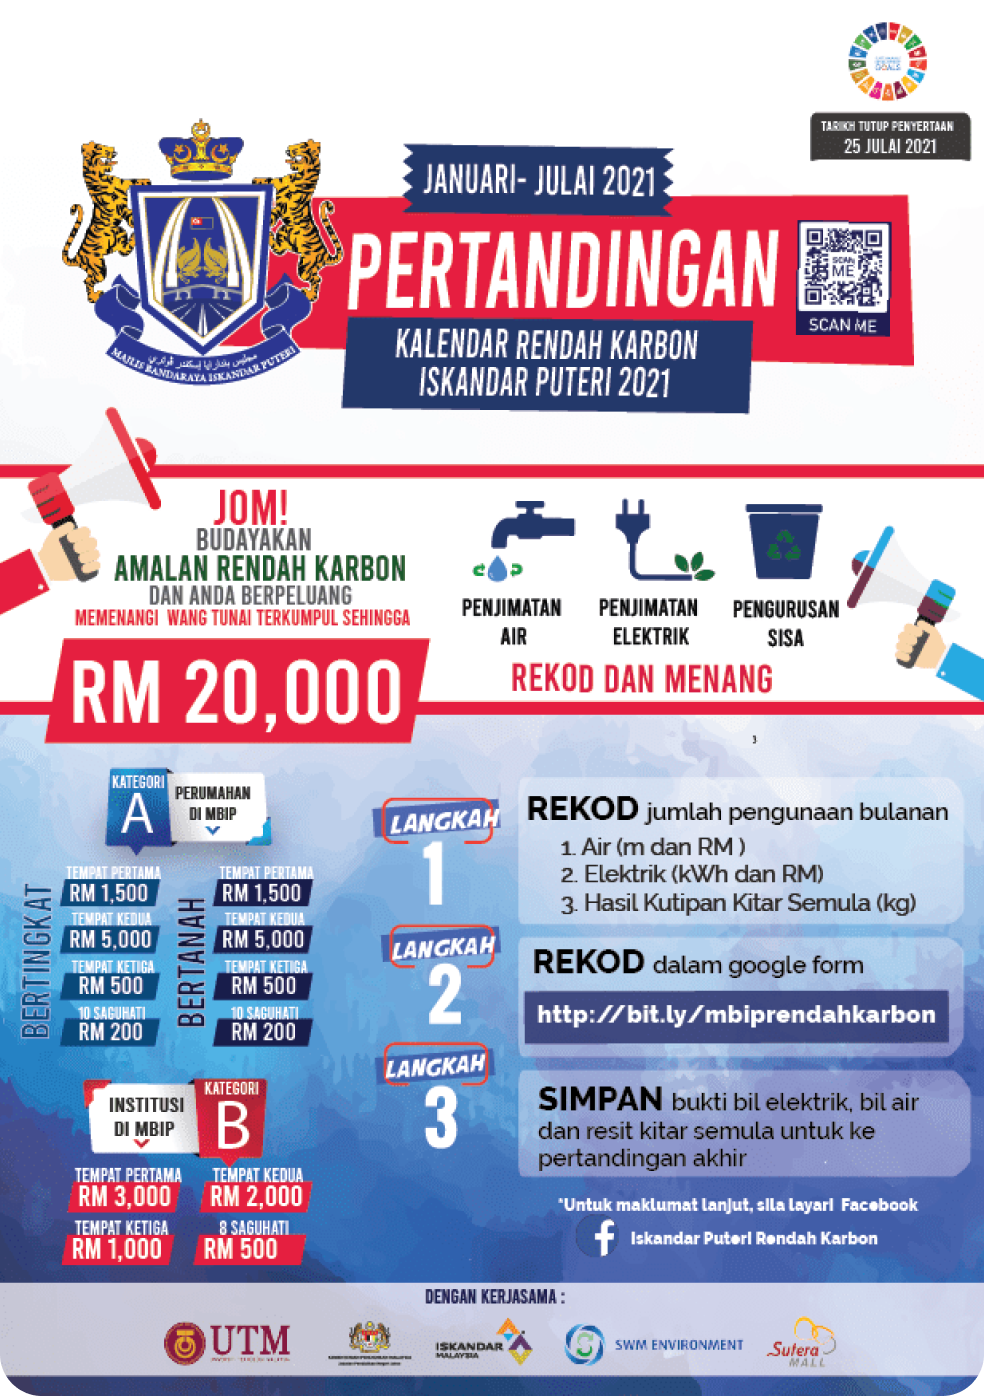 TARIKH TUTUP PENYERTAAN
25 JULAI 2021
JANUARI- JULAI 2021
PERTANDINGAN
KALENDAR RENDAH KARBON
ISKANDAR PUTERI 2021
SCAN
ME
SCAN ME
مجليس بندارايا إسكندر ڤوتري
MAJLIS BANDARAYA ISKANDAR PUTERI
JOM!
BUDAYAKAN
AMALAN RENDAH KARBON
DAN ANDA BERPELUANG
MEMENANGI WANG TUNAI TERKUMPUL SEHINGGA
RM 20,000
PENJIMATAN
AIR
PENJIMATAN
ELEKTRIK
PENGURUSAN
SISA
REKOD DAN MENANG
3
KATEGORI
A
PERUMAHAN
DI MBIP
BERTINGKAT
TEMPAT PERTAMA
RM 1,500
TEMPAT KEDUA
RM 5,000
TEMPAT KETIGA
RM 500
10 SAGUHATI
RM 200
BERTANAH
TEMPAT PERTAMA
RM 1,500
TEMPAT KEDUA
RM 5,000
TEMPAT KETIGA
RM 500
10 SAGUHATI
RM 200
INSTITUSI
DI MBIP
KATEGORI
B
TEMPAT PERTAMA
RM 3,000
TEMPAT KEDUA
RM 2,000
TEMPAT KETIGA
RM 1,000
8 SAGUHATI
RM 500
LANGKAH
1
REKOD jumlah pengunaan bulanan
1. Air (m dan RM )
2. Elektrik (kWh dan RM)
3. Hasil Kutipan Kitar Semula (kg)
LANGKAH
2
REKOD dalam google form
http://bit.ly/mbiprendahkarbon
LANGKAH
3
SIMPAN bukti bil elektrik, bil air
dan resit kitar semula untuk ke
pertandingan akhir
*Untuk maklumat lanjut, sila layari Facebook
f
Iskandar Puteri Rendah Karbon
DENGAN KERJASAMA :
UTM
ISKANDAR
MALAYSIA
SWM ENVIRONMENT
Sutera
MALL